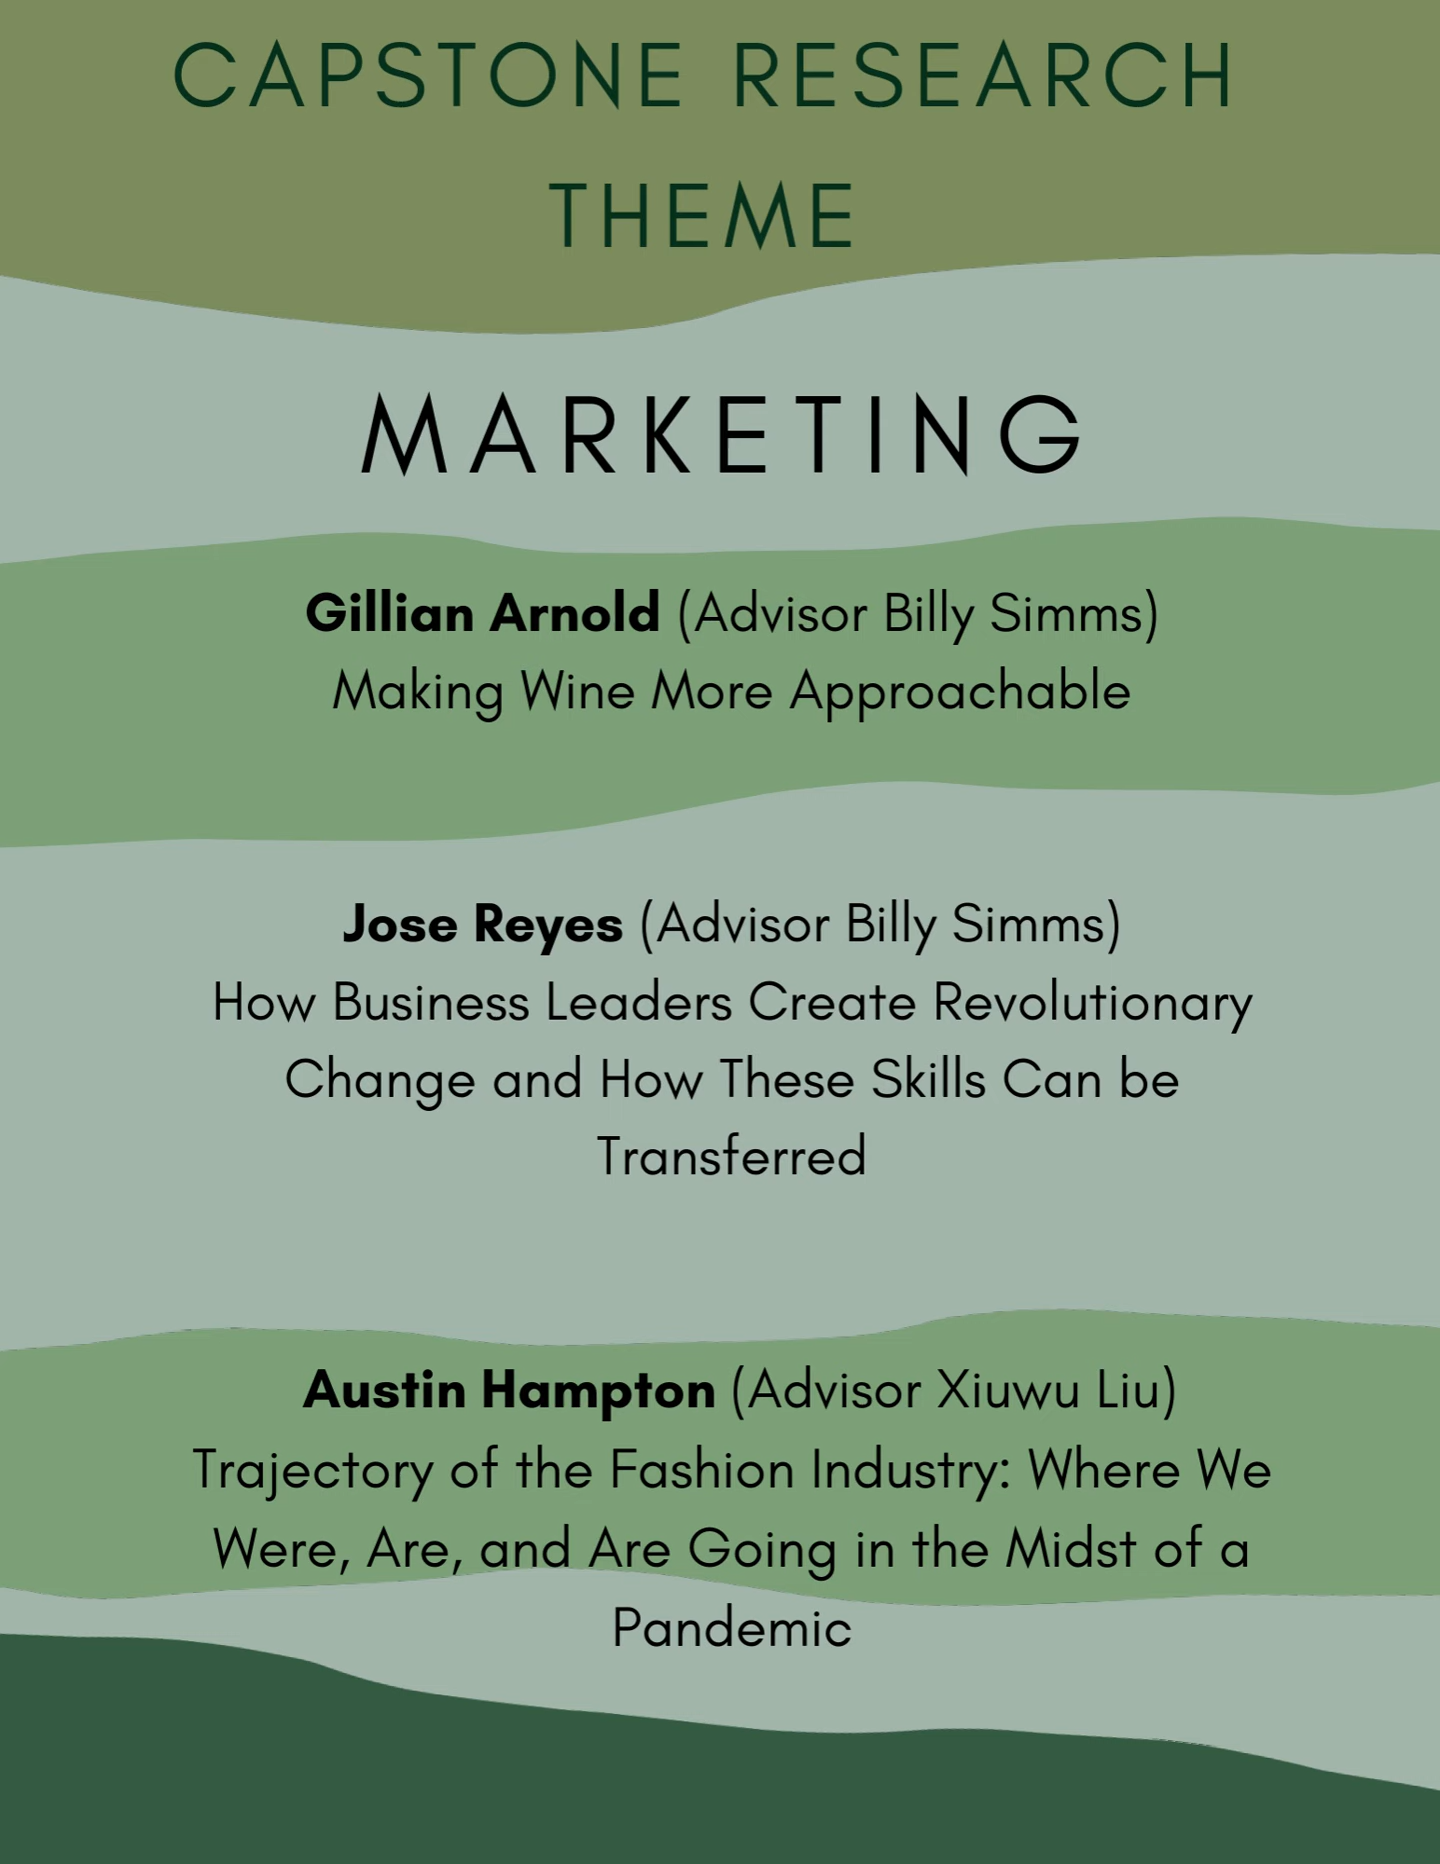 CAPSTONE RESEARCH
THEME
MARKETING
Gillian Arnold (Advisor Billy Simms)
Making Wine More Approachable
Jose Reyes (Advisor Billy Simms)
How Business Leaders Create Revolutionary
Change and How These Skills Can be
Transferred
Austin Hampton (Advisor Xiuwu Liu)
Trajectory of the Fashion Industry: Where We
Were, Are, and Are Going in the Midst of a
Pandemic